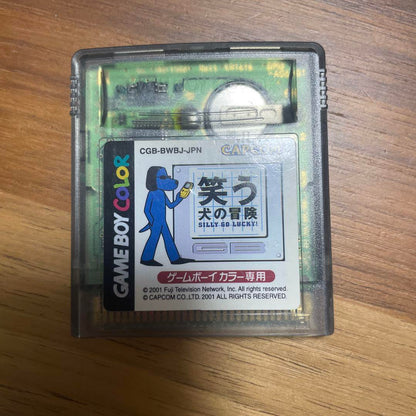 CGB-BWBJ-JPN
CAPCOM
GAME BOY COLOR
笑う
犬の冒険
SILLY GO LUCKY!
GB
ゲームボーイカラー専用
© 2001 Fuji Television Network, Inc. All rights reserved.
© CAPCOM CO.,LTD. 2001 ALL RIGHTS RESERVED.